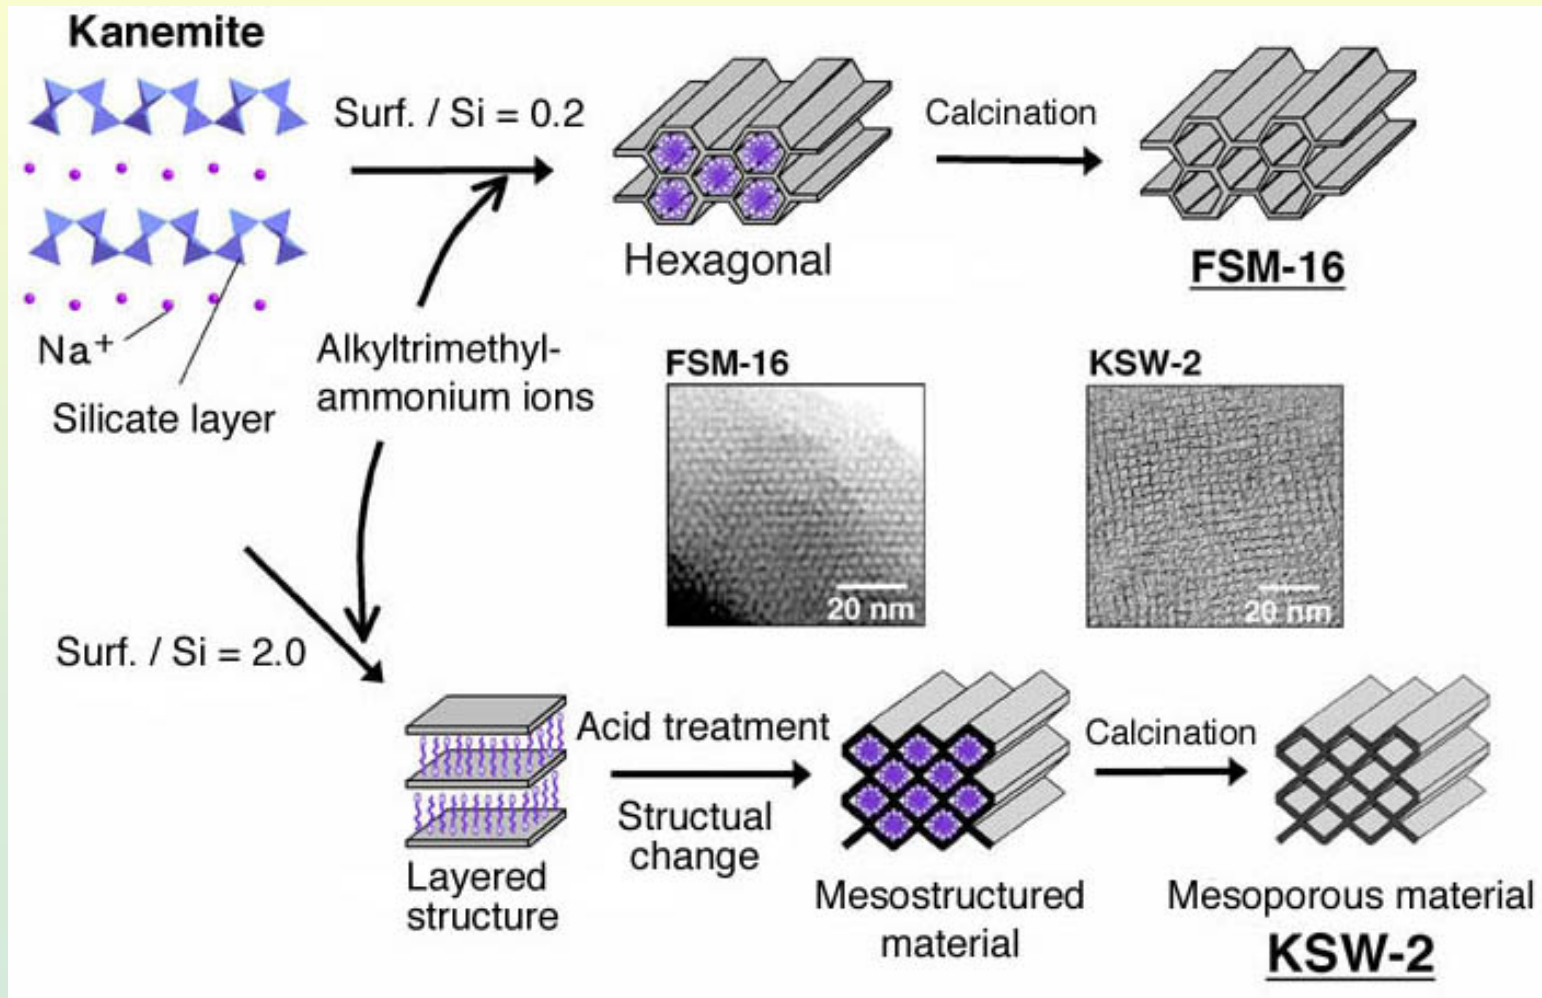 Kanemite
Surf. / Si = 0.2
Calcination
Hexagonal
FSM-16
Na+
Silicate layer
Alkyltrimethyl-
ammonium ions
FSM-16
20 nm
KSW-2
20 nm
Surf. / Si = 2.0
Layered
structure
Acid treatment
Structual
change
Mesostructured
material
Calcination
Mesoporous material
KSW-2